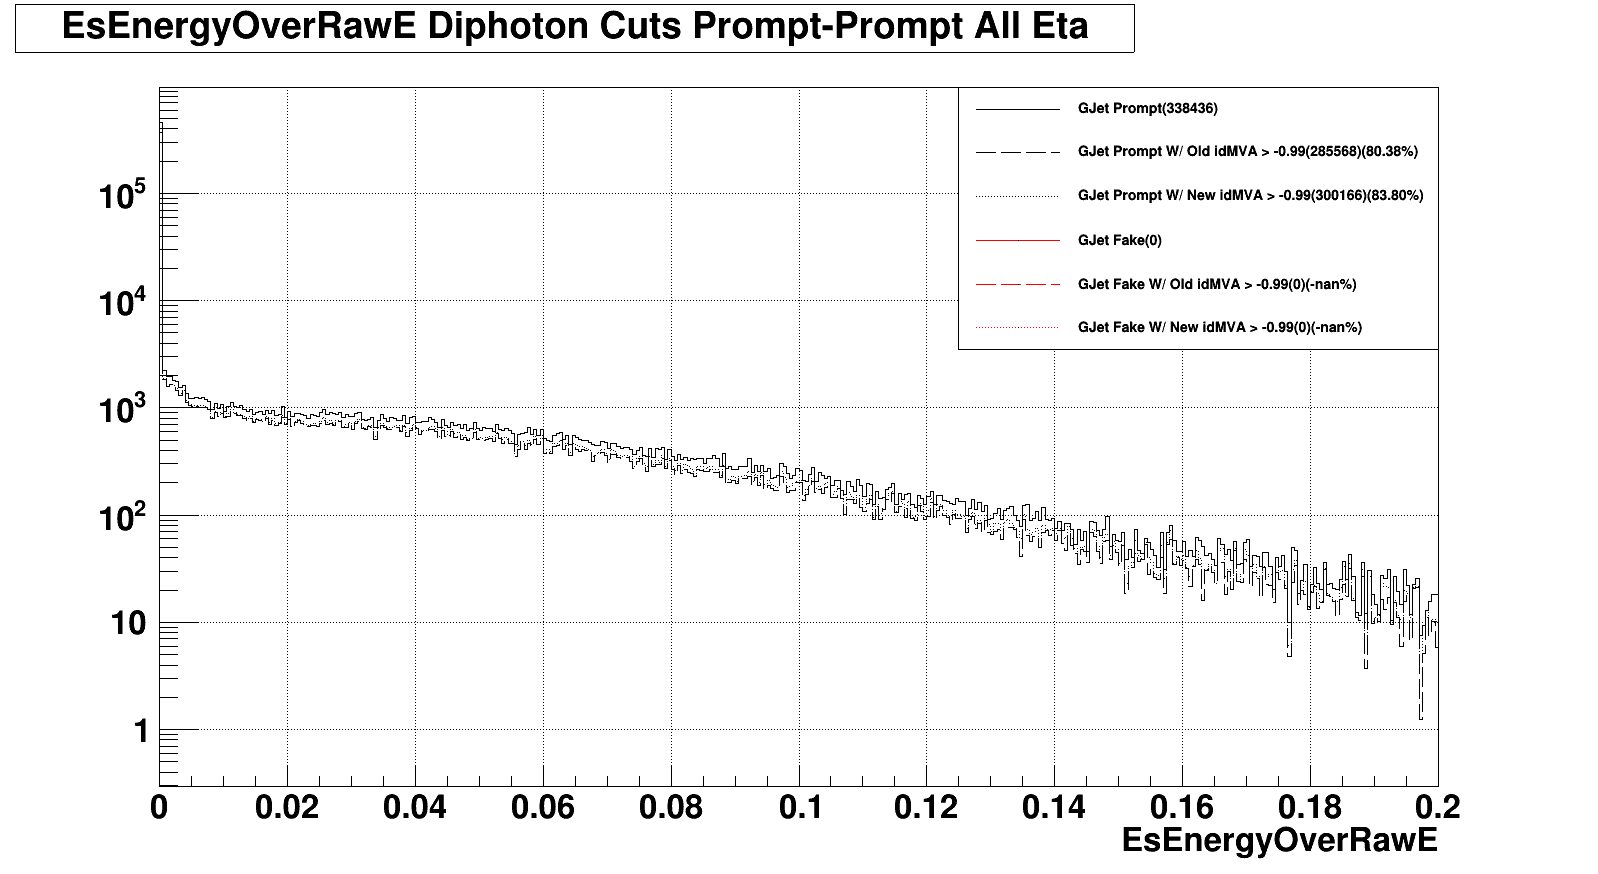 EsEnergyOverRawE Diphoton Cuts Prompt-Prompt All Eta
GJet Prompt(338436)
GJet Prompt W/ Old idMVA > -0.99(285568)(80.38%)
GJet Prompt W/ New idMVA > -0.99(300166)(83.80%)
GJet Fake(0)
GJet Fake W/ Old idMVA > -0.99(0)(-nan%)
GJet Fake W/ New idMVA > -0.99(0)(-nan%)
10^5
10^4
10^3
10^2
10
1
0 0.02 0.04 0.06 0.08 0.1 0.12 0.14 0.16 0.18 0.2
EsEnergyOverRawE